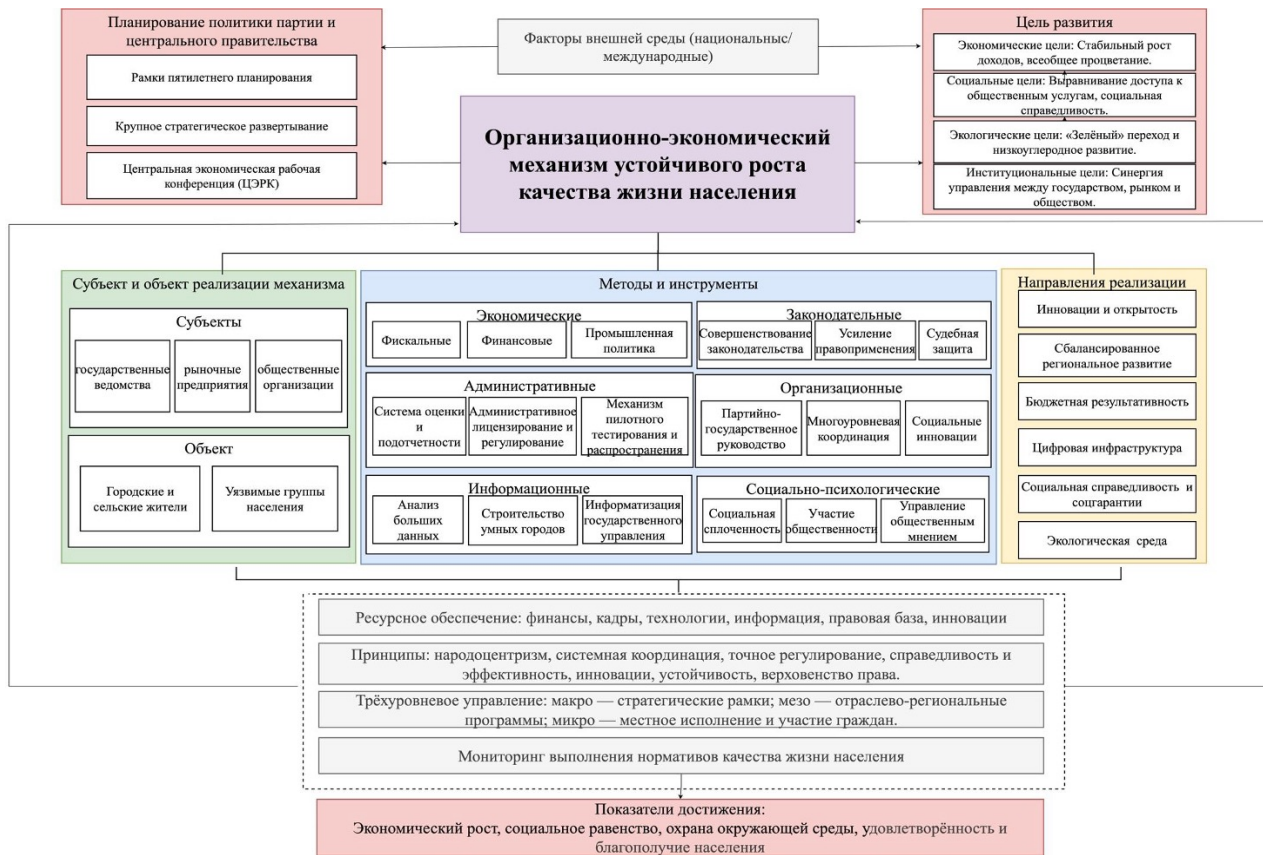 Планирование политики партии и
центрального правительства
Рамки пятилетнего планирования
Крупное стратегическое развертывание
Центральная экономическая рабочая
конференция (ЦЭРК)
Факторы внешней среды (национальные/
международные)
Цель развития
Экономические цели: Стабильный рост
доходов, всеобщее процветание.
Социальные цели: Выравнивание доступа к
общественным услугам, социальная
справедливость.
Экологические цели: «Зелёный» переход и
низкоуглеродное развитие.
Институциональные цели: Синергия
управления между государством, рынком и
обществом.
Организационно-экономический
механизм устойчивого роста
качества жизни населения
Субъект и объект реализации механизма
Субъекты
государственные
ведомства
рыночные
предприятия
общественные
организации
Объект
Городские и
сельские жители
Уязвимые группы
населения
Методы и инструменты
Экономические
Фискальные
Финансовые
Промышленная
политика
Законодательные
Совершенствование
законодательства
Усиление
правоприменения
Судебная
защита
Административные
Система оценки
и
подотчетности
Административное
лицензирование и
регулирование
Механизм
пилотного
тестирования и
распространения
Организационные
Партийно-
государственное
руководство
Многоуровневая
координация
Социальные
инновации
Информационные
Анализ
больших
данных
Строительство
умных городов
Информатизация
государственного
управления
Социально-психологические
Социальная
сплоченность
Участие
общественности
Управление
общественным
мнением
Направления реализации
Инновации и открытость
Сбалансированное
региональное развитие
Бюджетная результативность
Цифровая инфраструктура
Социальная справедливость и
соцгарантии
Экологическая среда
Ресурсное обеспечение: финансы, кадры, технологии, информация, правовая база, инновации
Принципы: народоцентризм, системная координация, точное регулирование, справедливость и
эффективность, инновации, устойчивость, верховенство права.
Трёхуровневое управление: макро — стратегические рамки; мезо — отраслево-региональные
программы; микро — местное исполнение и участие граждан.
Мониторинг выполнения нормативов качества жизни населения
Показатели достижения:
Экономический рост, социальное равенство, охрана окружающей среды, удовлетворённость и
благополучие населения